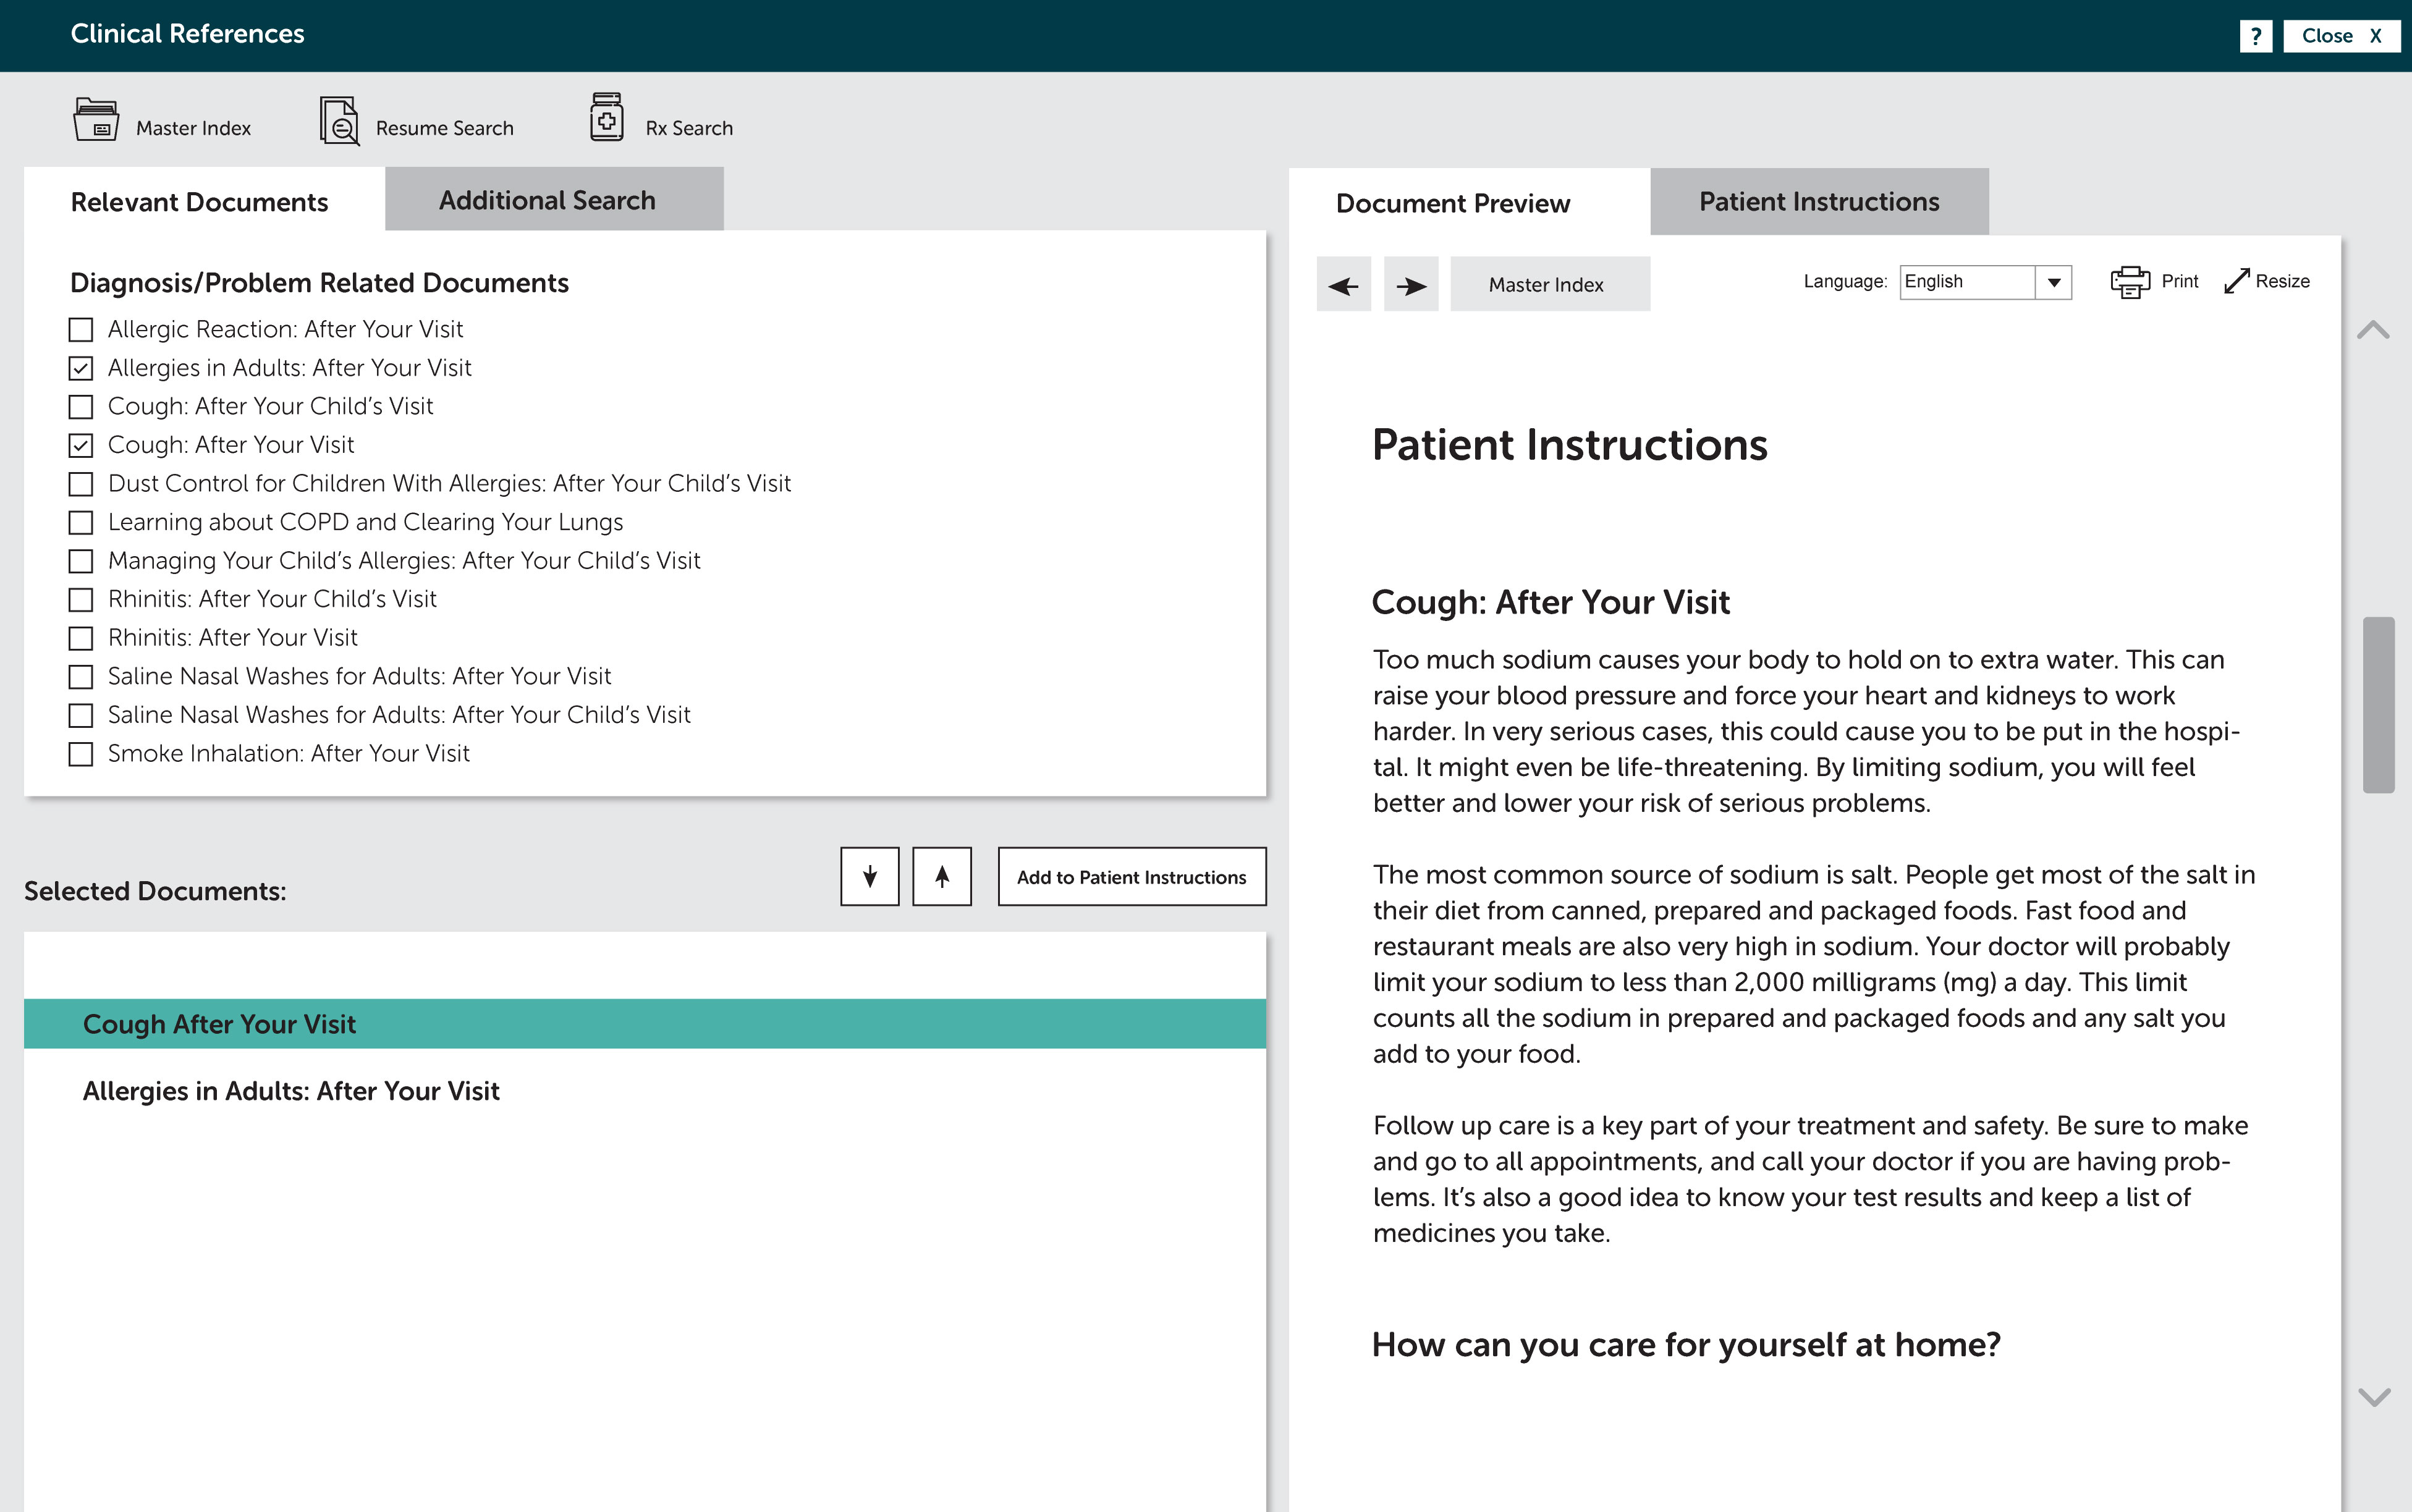 Clinical References
?
Close X
Master Index
Resume Search
Rx Search
Relevant Documents
Additional Search
Diagnosis/Problem Related Documents
Allergic Reaction: After Your Visit
Allergies in Adults: After Your Visit
Cough: After Your Child’s Visit
Cough: After Your Visit
Dust Control for Children With Allergies: After Your Child’s Visit
Learning about COPD and Clearing Your Lungs
Managing Your Child’s Allergies: After Your Child’s Visit
Rhinitis: After Your Child’s Visit
Rhinitis: After Your Visit
Saline Nasal Washes for Adults: After Your Visit
Saline Nasal Washes for Adults: After Your Child’s Visit
Smoke Inhalation: After Your Visit
Selected Documents:
Add to Patient Instructions
Cough After Your Visit
Allergies in Adults: After Your Visit
Document Preview
Patient Instructions
Master Index
Language:
English
Print
Resize
Patient Instructions
Cough: After Your Visit
Too much sodium causes your body to hold on to extra water. This can
raise your blood pressure and force your heart and kidneys to work
harder. In very serious cases, this could cause you to be put in the hospi-
tal. It might even be life-threatening. By limiting sodium, you will feel
better and lower your risk of serious problems.
The most common source of sodium is salt. People get most of the salt in
their diet from canned, prepared and packaged foods. Fast food and
restaurant meals are also very high in sodium. Your doctor will probably
limit your sodium to less than 2,000 milligrams (mg) a day. This limit
counts all the sodium in prepared and packaged foods and any salt you
add to your food.
Follow up care is a key part of your treatment and safety. Be sure to make
and go to all appointments, and call your doctor if you are having prob-
lems. It’s also a good idea to know your test results and keep a list of
medicines you take.
How can you care for yourself at home?